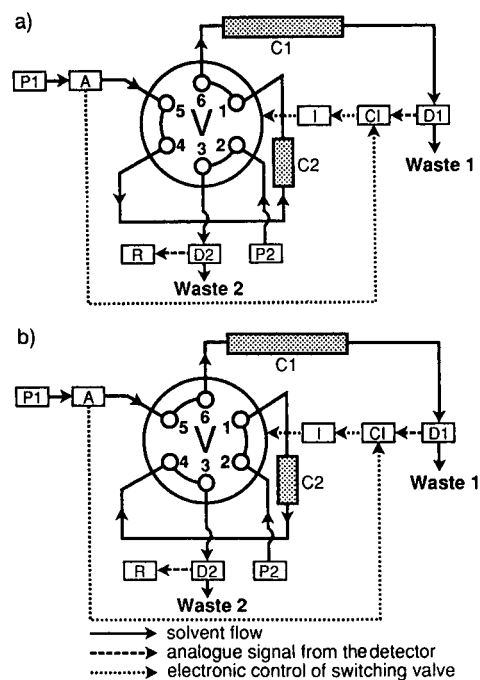 a)
C1
P1 A
6
5 1
V
I CI D1
4 2
3
Waste 1
C2
R D2 P2
Waste 2
b)
C1
P1 A
6
5 1
V
I CI D1
4 2
3
C2
Waste 1
R D2 P2
Waste 2
solvent flow
analogue signal from the detector
electronic control of switching valve